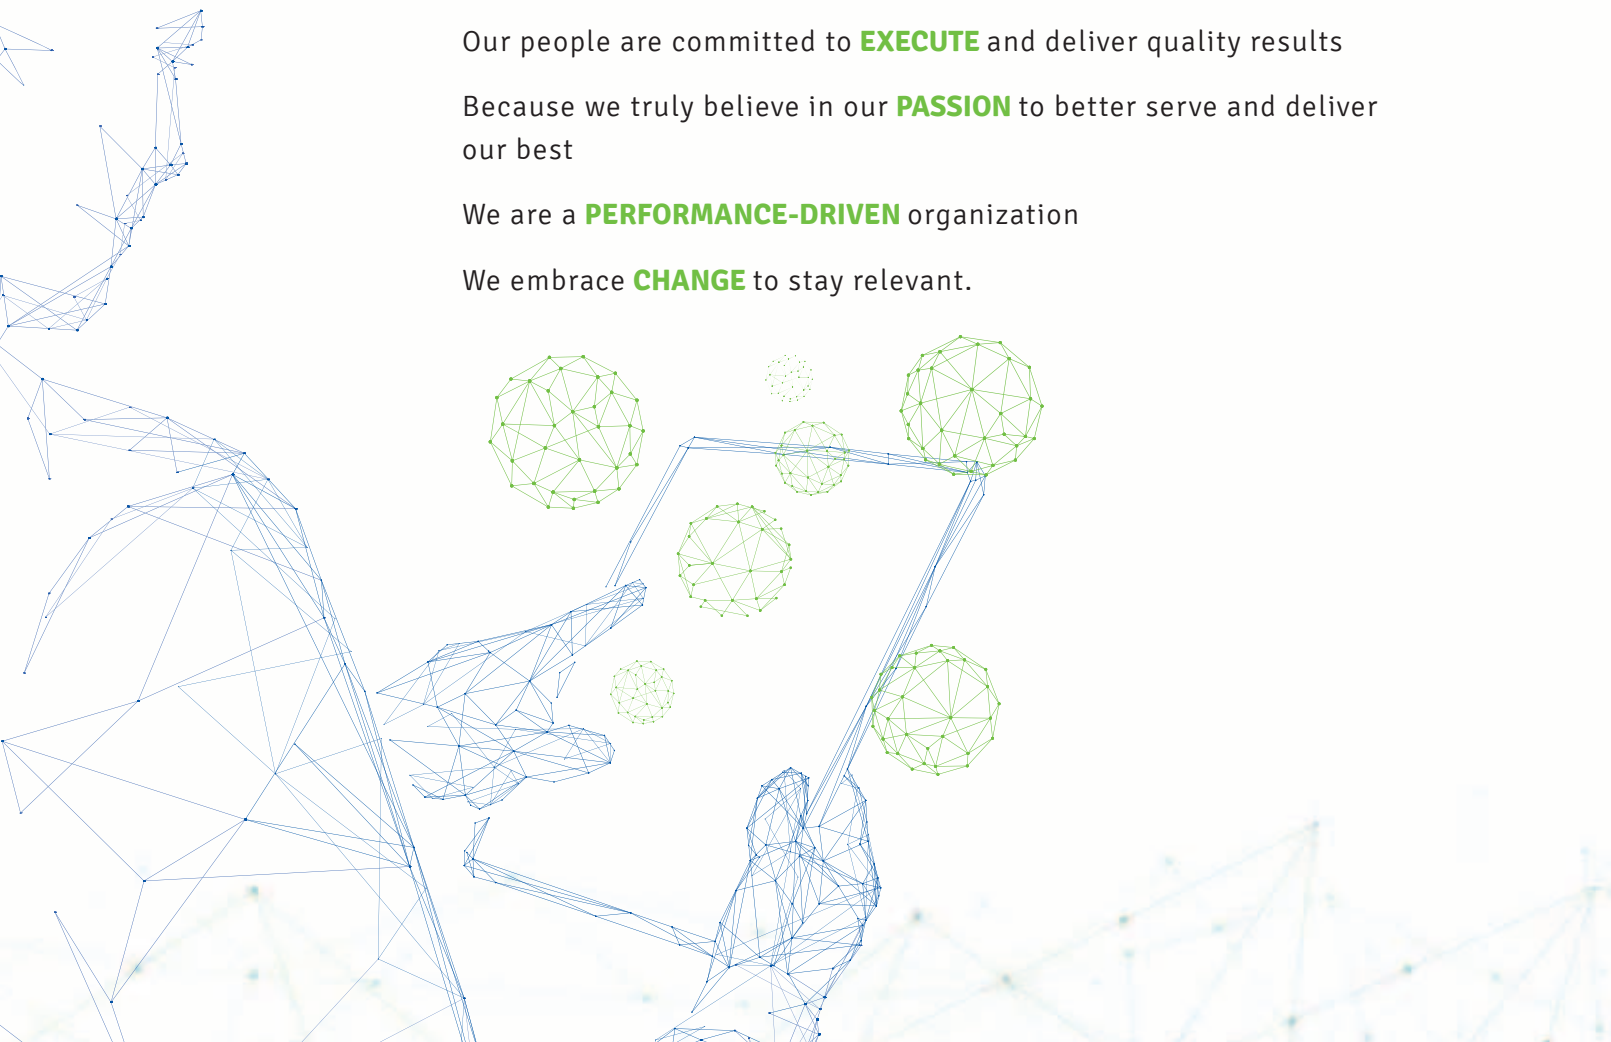 Our people are committed to EXECUTE and deliver quality results
Because we truly believe in our PASSION to better serve and deliver
our best
We are a PERFORMANCE-DRIVEN organization
We embrace CHANGE to stay relevant.